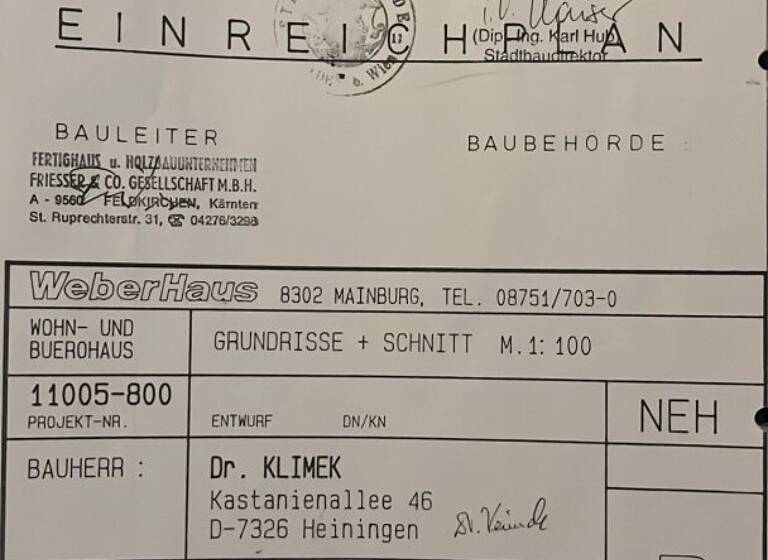 EINREICHPLAN
(Dipl. Ing. Karl Hub)
Stadtbaudirektor
BAULEITER
BAUBEHÖRDE :
FERTIGHAUS u. HOLZBAUUNTERNEHMEN
FRIESSER & CO. GESELLSCHAFT M.B.H.
A - 9560 FELDKIRCHEN, Kärnten
St. Ruprechterstr. 31, ☎ 04276/3298
WeberHaus 8302 MAINBURG, TEL. 08751/703-0
WOHN- UND
BUEROHAUS
GRUNDRISSE + SCHNITT M.1:100
11005-800
PROJEKT-NR.
ENTWURF DN/KN
NEH
BAUHERR :
Dr. KLIMEK
Kastanienallee 46
D-7326 Heiningen